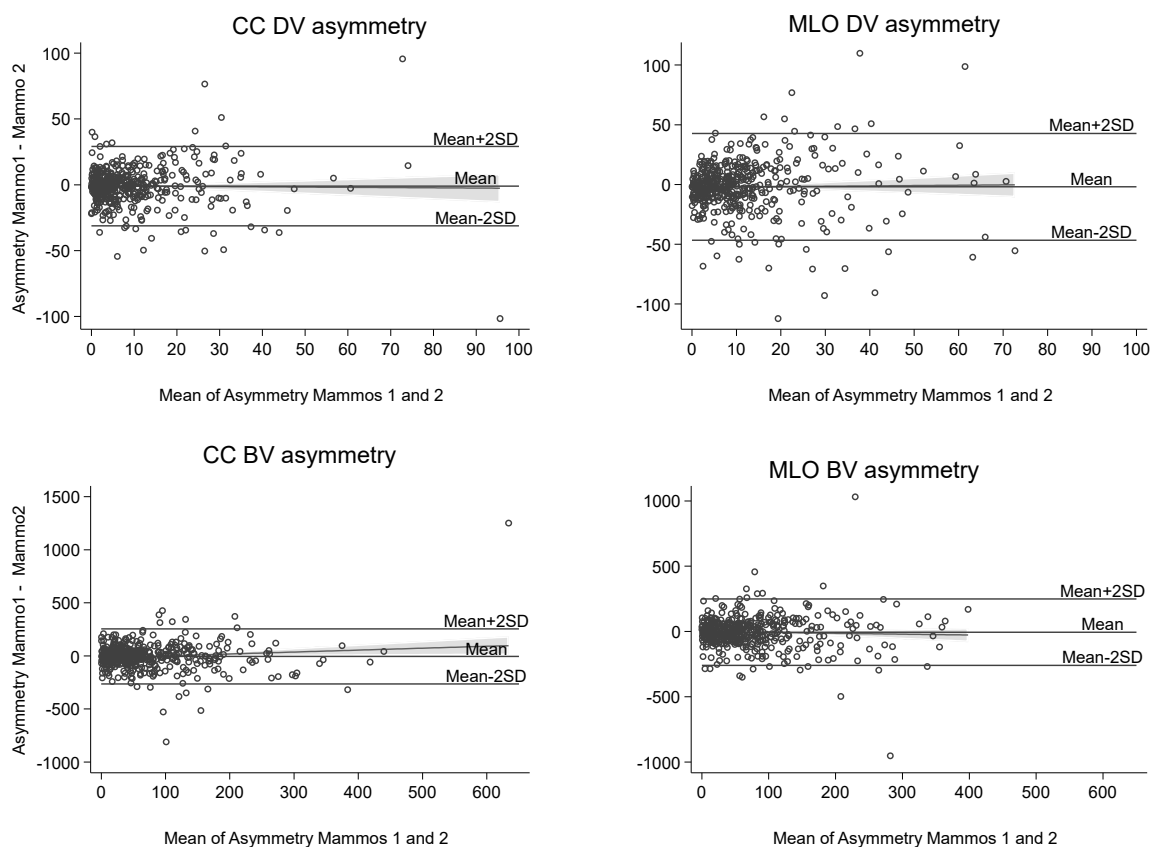 CC DV asymmetry
Asymmetry Mammo1 - Mammo 2
100
50
0
-50
-100
Mean+2SD
Mean
Mean-2SD
0 10 20 30 40 50 60 70 80 90 100
Mean of Asymmetry Mammos 1 and 2
MLO DV asymmetry
100
50
0
-50
-100
Mean+2SD
Mean
Mean-2SD
0 10 20 30 40 50 60 70 80 90 100
Mean of Asymmetry Mammos 1 and 2
CC BV asymmetry
Asymmetry Mammo1 - Mammo2
1500
1000
500
0
-500
-1000
Mean+2SD
Mean
Mean-2SD
0 100 200 300 400 500 600
Mean of Asymmetry Mammos 1 and 2
MLO BV asymmetry
1000
500
0
-500
-1000
Mean+2SD
Mean
Mean-2SD
0 100 200 300 400 500 600
Mean of Asymmetry Mammos 1 and 2